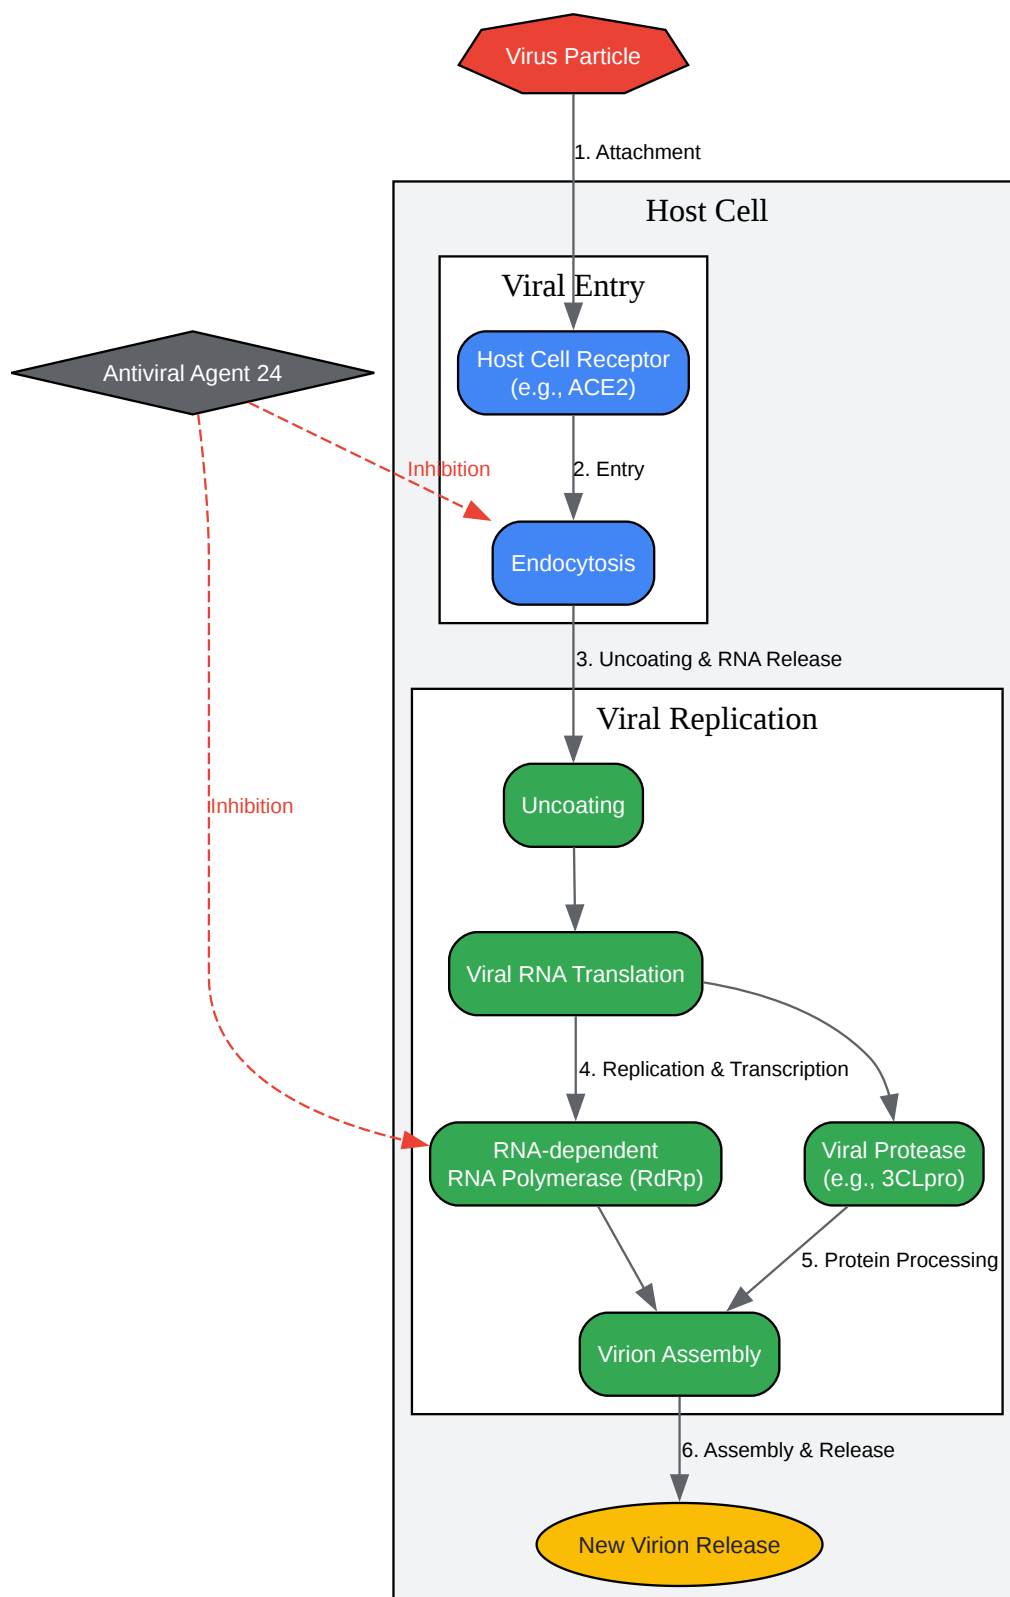 Virus Particle
1. Attachment
Host Cell
Viral Entry
Host Cell Receptor
(e.g., ACE2)
Antiviral Agent 24
Inhibition
2. Entry
Endocytosis
3. Uncoating & RNA Release
Viral Replication
Uncoating
Inhibition
Viral RNA Translation
4. Replication & Transcription
RNA-dependent
RNA Polymerase (RdRp)
Viral Protease
(e.g., 3CLpro)
5. Protein Processing
Virion Assembly
6. Assembly & Release
New Virion Release